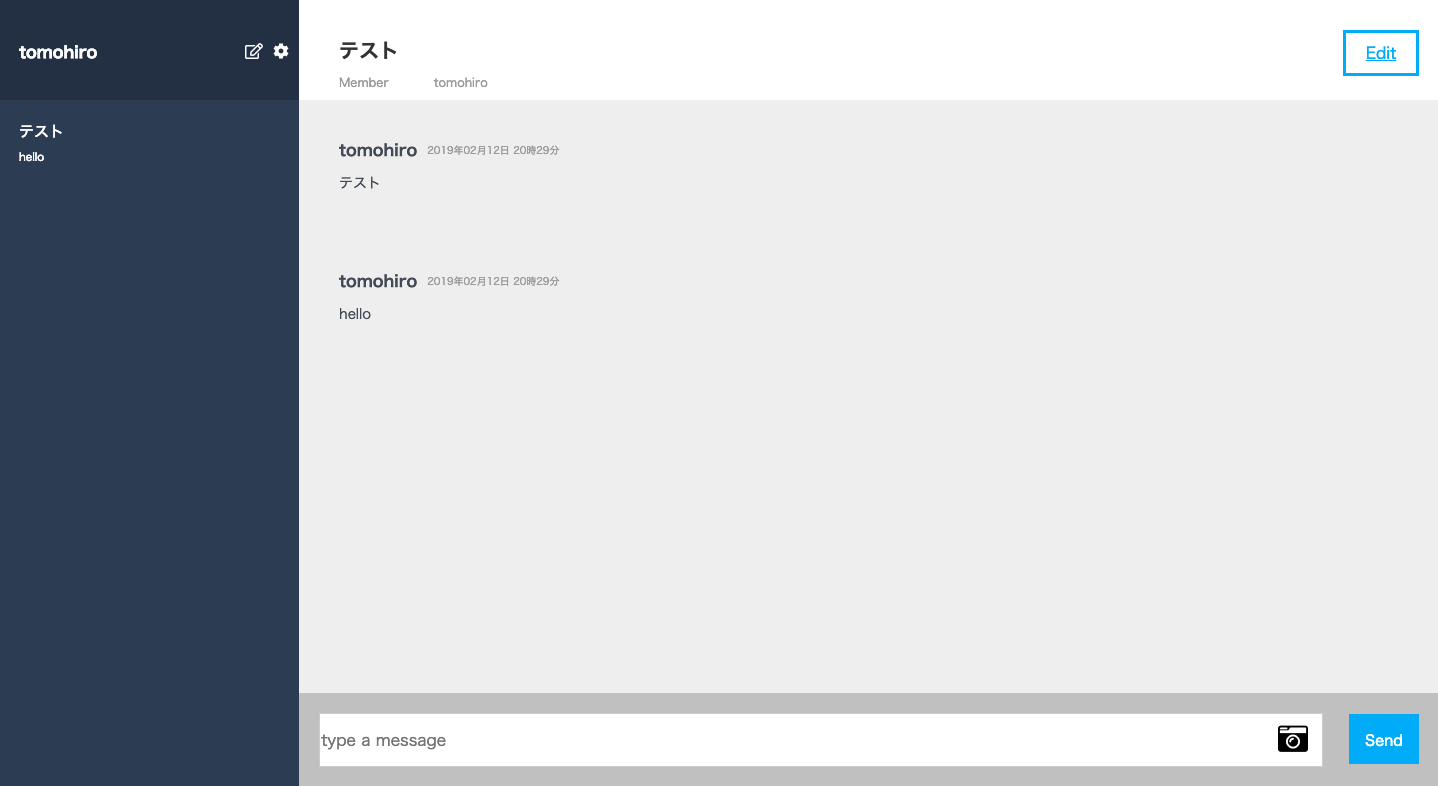 tomohiro
テスト
hello
テスト
Member tomohiro
Edit
tomohiro 2019年02月12日 20時29分
テスト
tomohiro 2019年02月12日 20時29分
hello
type a message
Send